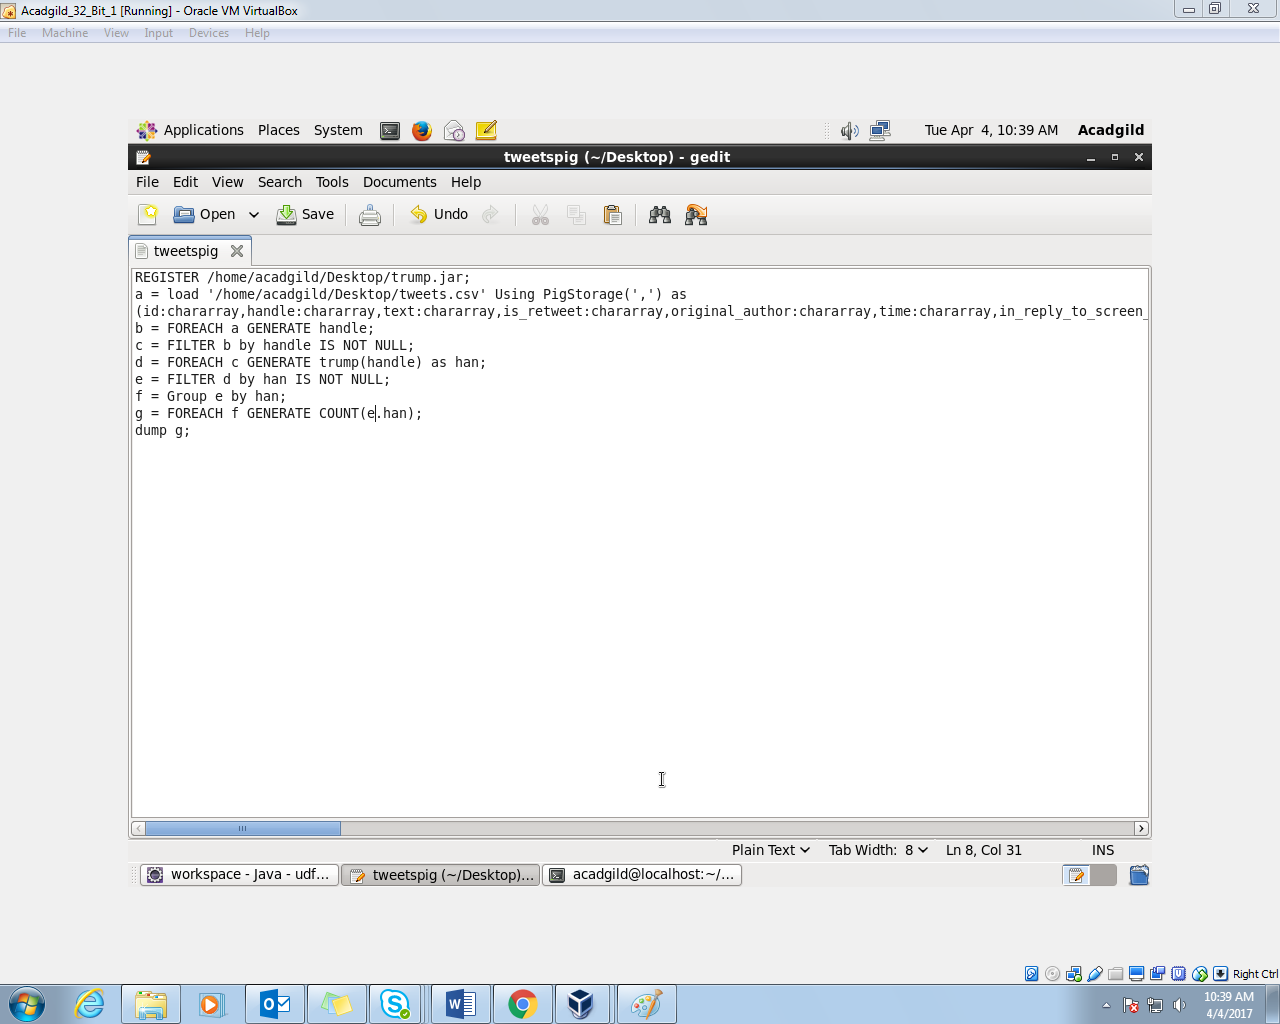 Acadgild_32_Bit_1 [Running] - Oracle VM VirtualBox
File Machine View Input Devices Help
Applications Places System Tue Apr 4, 10:39 AM Acadgild
tweetspig (~/Desktop) - gedit
File Edit View Search Tools Documents Help
Open Save Undo
tweetspig
REGISTER /home/acadgild/Desktop/trump.jar;
a = load '/home/acadgild/Desktop/tweets.csv' Using PigStorage(',') as
(id:chararray,handle:chararray,text:chararray,is_retweet:chararray,original_author:chararray,time:chararray,in_reply_to_screen_
b = FOREACH a GENERATE handle;
c = FILTER b by handle IS NOT NULL;
d = FOREACH c GENERATE trump(handle) as han;
e = FILTER d by han IS NOT NULL;
f = Group e by han;
g = FOREACH f GENERATE COUNT(e.han);
dump g;
Plain Text Tab Width: 8 Ln 8, Col 31 INS
workspace - Java - udf... tweetspig (~/Desktop)... acadgild@localhost:~/...
Right Ctrl
10:39 AM
4/4/2017